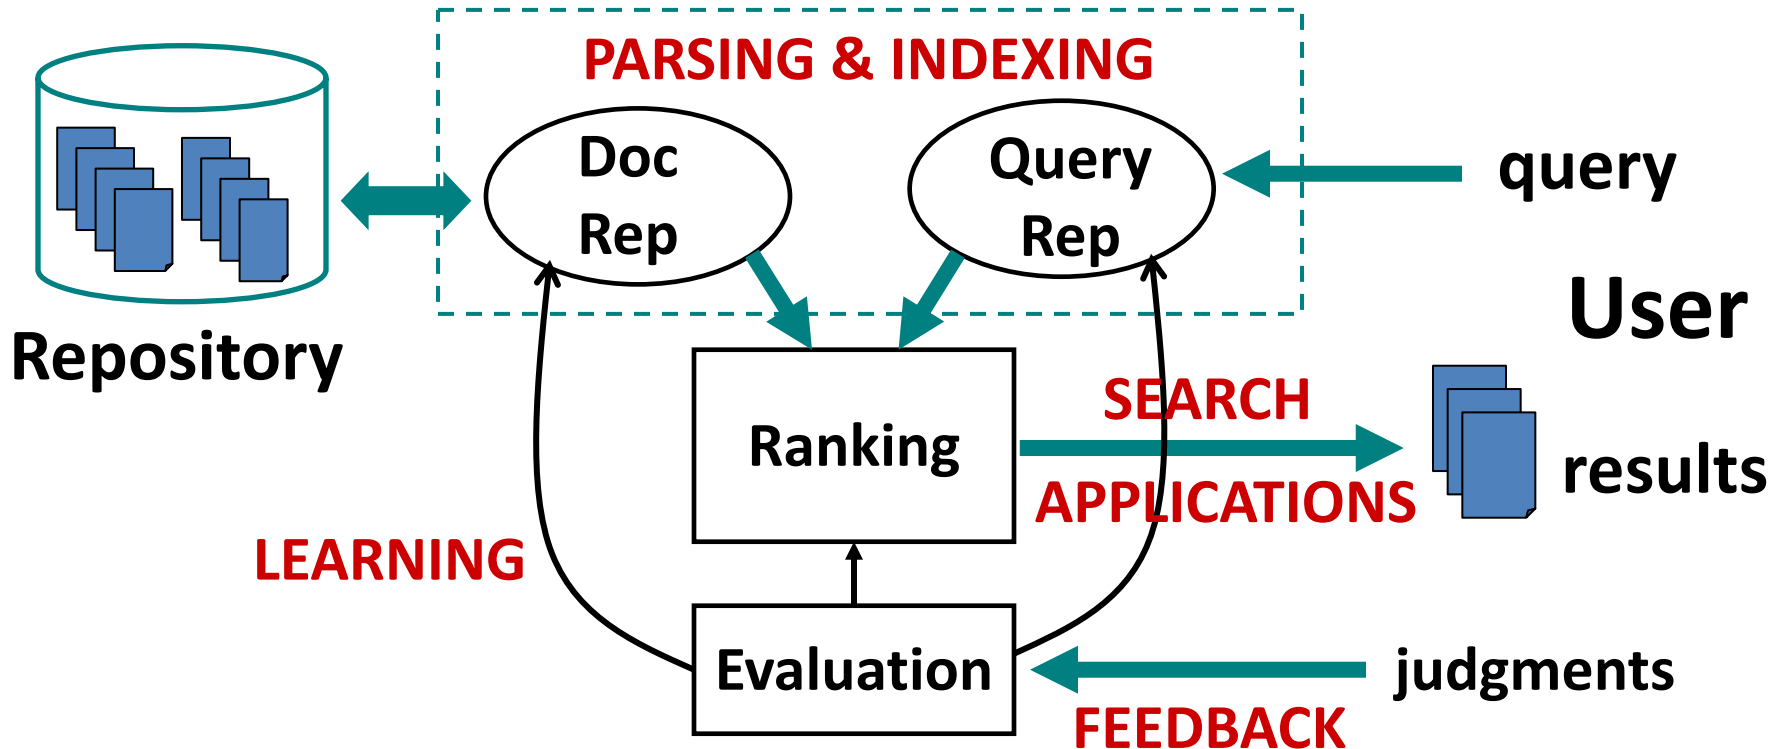 PARSING & INDEXING
Doc
Rep
Query
Rep
query
User
Repository
Ranking
SEARCH
APPLICATIONS
results
LEARNING
Evaluation
judgments
FEEDBACK